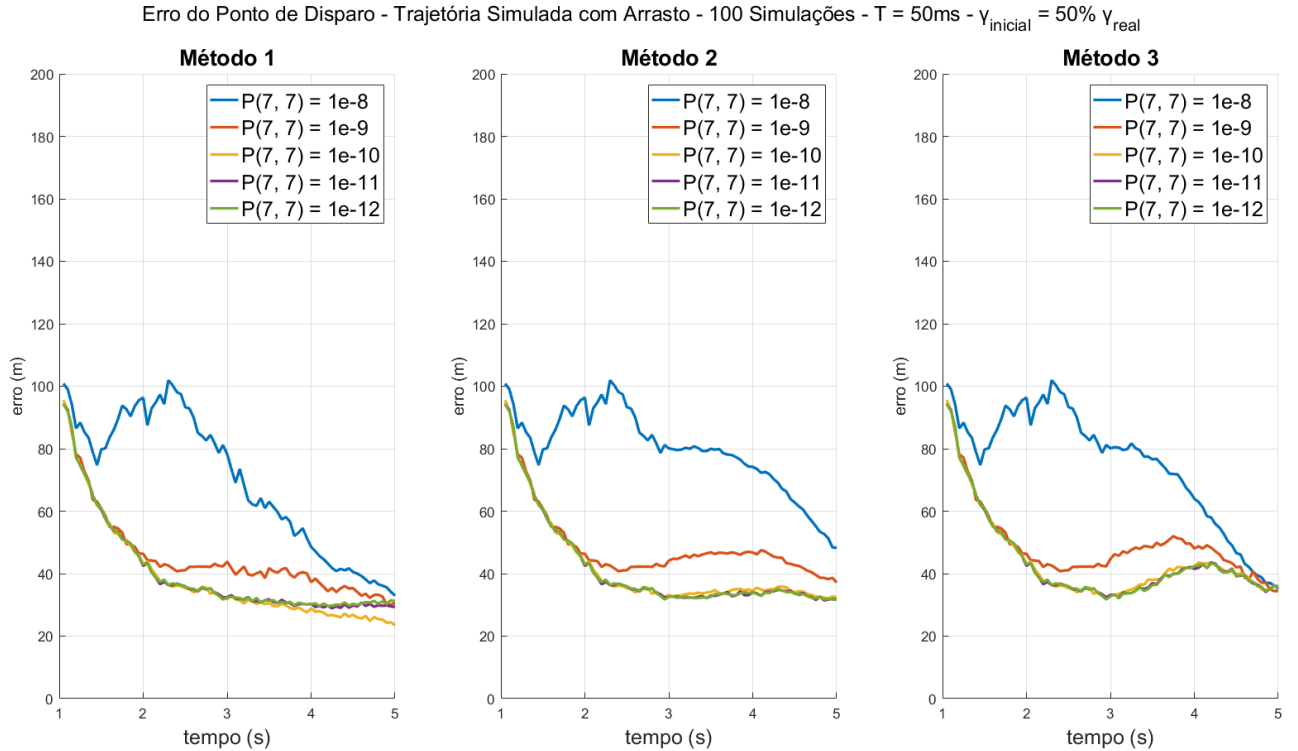 Erro do Ponto de Disparo - Trajetória Simulada com Arrasto - 100 Simulações - T = 50ms - γinicial = 50% γreal
Método 1
200
180
160
140
120
100
80
60
40
20
0
erro (m)
1
2
3
4
5
tempo (s)
P(7, 7) = 1e-8
P(7, 7) = 1e-9
P(7, 7) = 1e-10
P(7, 7) = 1e-11
P(7, 7) = 1e-12
Método 2
200
180
160
140
120
100
80
60
40
20
0
erro (m)
1
2
3
4
5
tempo (s)
P(7, 7) = 1e-8
P(7, 7) = 1e-9
P(7, 7) = 1e-10
P(7, 7) = 1e-11
P(7, 7) = 1e-12
Método 3
200
180
160
140
120
100
80
60
40
20
0
erro (m)
1
2
3
4
5
tempo (s)
P(7, 7) = 1e-8
P(7, 7) = 1e-9
P(7, 7) = 1e-10
P(7, 7) = 1e-11
P(7, 7) = 1e-12